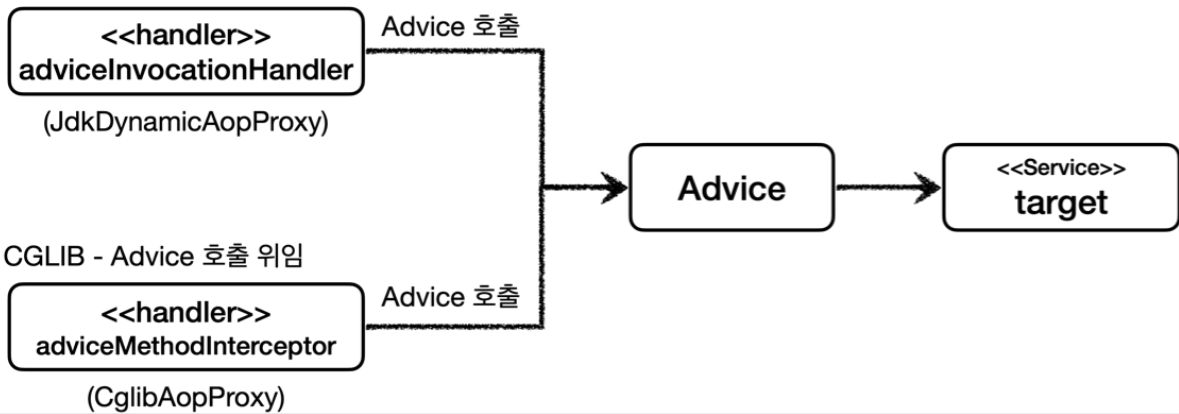 <<handler>>
adviceInvocationHandler
(JdkDynamicAopProxy)
Advice 호출
CGLIB - Advice 호출 위임
<<handler>>
adviceMethodInterceptor
(CglibAopProxy)
Advice 호출
Advice
<<Service>>
target